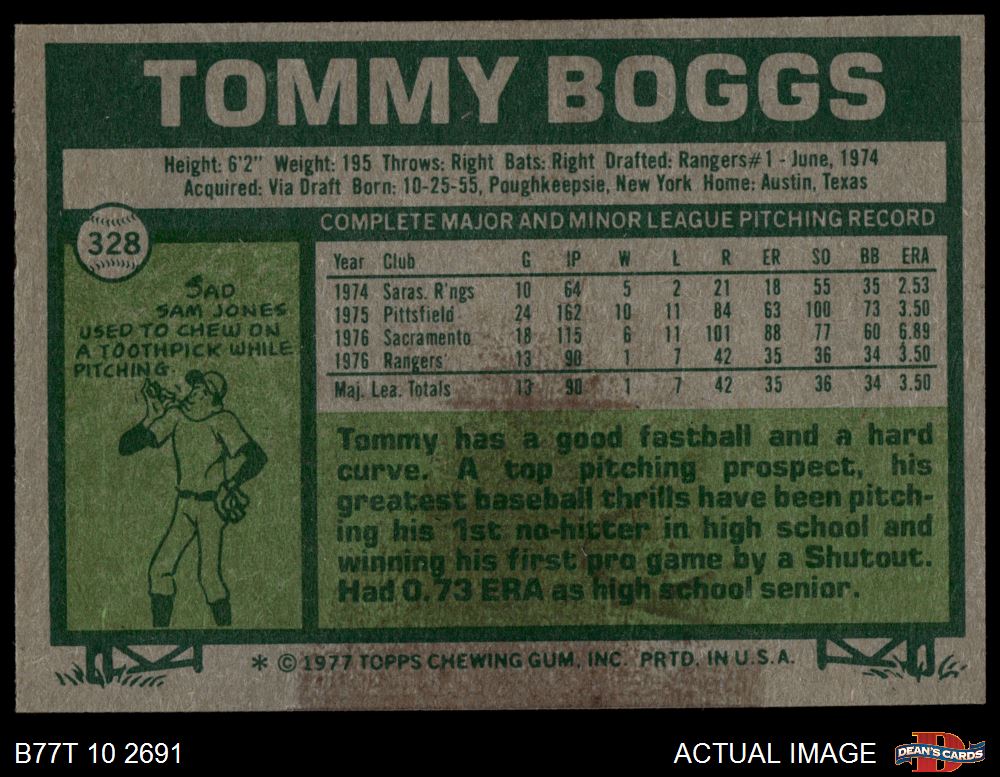 TOMMY BOGGS
Height: 6'2" Weight: 195 Throws: Right Bats: Right Drafted: Rangers#1 - June, 1974
Acquired: Via Draft Born: 10-25-55, Poughkeepsie, New York Home: Austin, Texas
328
COMPLETE MAJOR AND MINOR LEAGUE PITCHING RECORD
SAD
SAM JONES
USED TO CHEW ON
A TOOTHPICK WHILE
PITCHING.
Year Club G IP W L R ER SO BB ERA
1974 Saras. R'ngs 10 64 5 2 21 18 55 35 2.53
1975 Pittsfield 24 162 10 11 84 63 100 73 3.50
1976 Sacramento 18 115 6 11 101 88 77 60 6.89
1976 Rangers 13 90 1 7 42 35 36 34 3.50
Maj. Lea. Totals 13 90 1 7 42 35 36 34 3.50
Tommy has a good fastball and a hard
curve. A top pitching prospect, his
greatest baseball thrills have been pitch-
ing his 1st no-hitter in high school and
winning his first pro game by a Shutout.
Had 0.73 ERA as high school senior.
* © 1977 TOPPS CHEWING GUM, INC. PRTD. IN U.S.A.
B77T 10 2691
ACTUAL IMAGE
D
DEAN'S CARDS